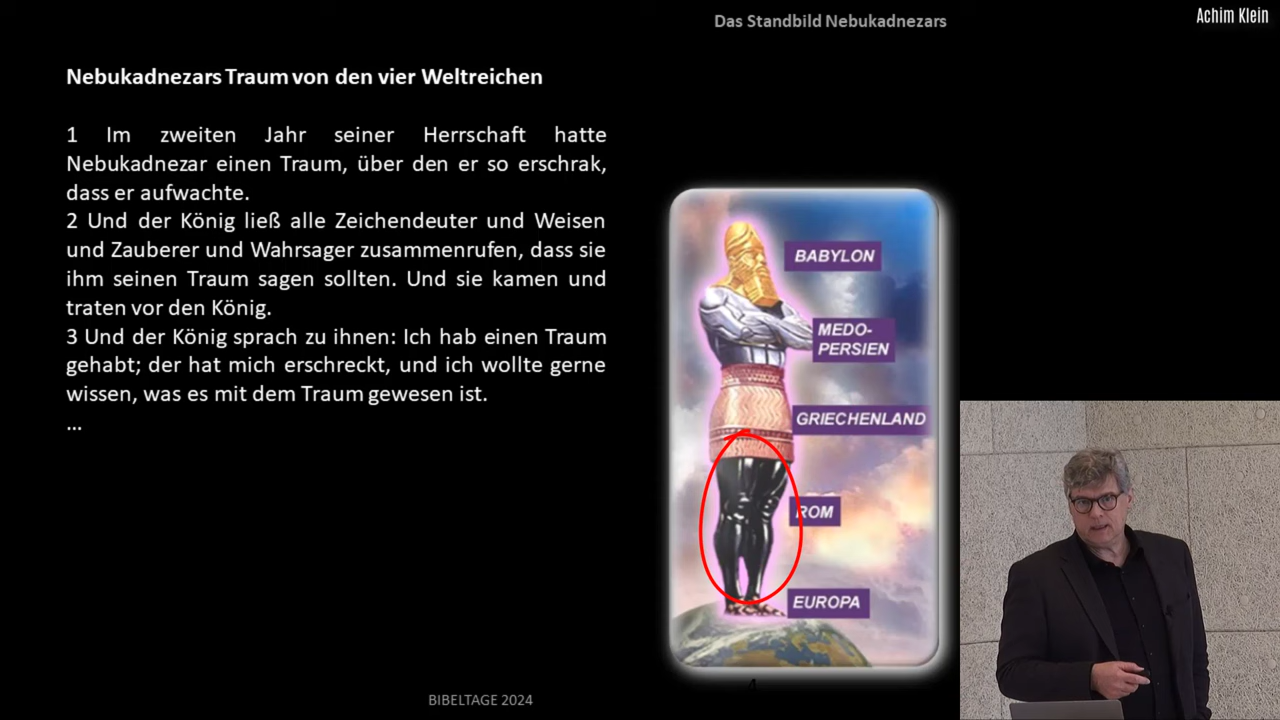 Das Standbild Nebukadnezars
Achim Klein
Nebukadnezars Traum von den vier Weltreichen
1 Im zweiten Jahr seiner Herrschaft hatte
Nebukadnezar einen Traum, über den er so erschrak,
dass er aufwachte.
2 Und der König ließ alle Zeichendeuter und Weisen
und Zauberer und Wahrsager zusammenrufen, dass sie
ihm seinen Traum sagen sollten. Und sie kamen und
traten vor den König.
3 Und der König sprach zu ihnen: Ich hab einen Traum
gehabt; der hat mich erschreckt, und ich wollte gerne
wissen, was es mit dem Traum gewesen ist.
...
BABYLON
MEDO-
PERSIEN
GRIECHENLAND
ROM
EUROPA
BIBELTAGE 2024